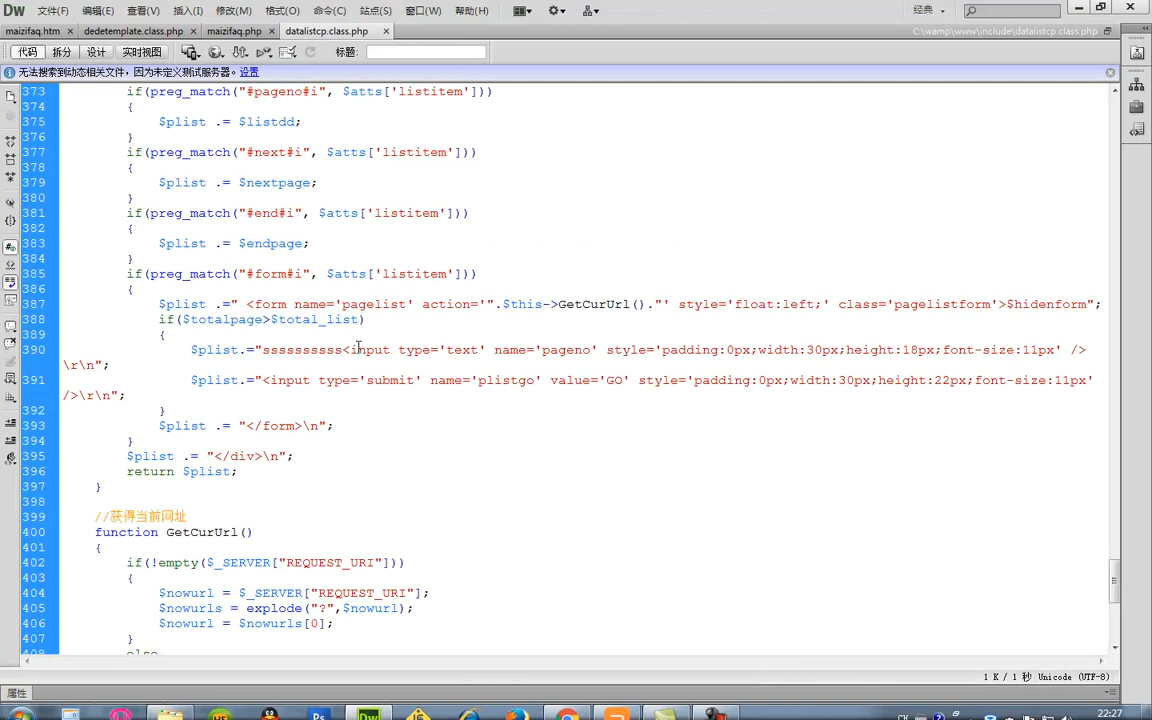 Dw 文件(F) 编辑(E) 查看(V) 插入(I) 修改(M) 格式(O) 命令(C) 站点(S) 窗口(W) 帮助(H) 经典
maizifaq.htm × dedetemplate.class.php × maizifaq.php × datalistcp.class.php × C:\wamp\www\include\datalistcp.class.php
代码 拆分 设计 实时视图 标题:
无法搜索到动态相关文件，因为未定义测试服务器。 设置
373 if(preg_match("#pageno#i", $atts['listitem']))
374 {
375 $plist .= $listdd;
376 }
377 if(preg_match("#next#i", $atts['listitem']))
378 {
379 $plist .= $nextpage;
380 }
381 if(preg_match("#end#i", $atts['listitem']))
382 {
383 $plist .= $endpage;
384 }
385 if(preg_match("#form#i", $atts['listitem']))
386 {
387 $plist .=" <form name='pagelist' action='".$this->GetCurUrl()."' style='float:left;' class='pagelistform'>$hidenform";
388 if($totalpage>$total_list)
389 {
390 $plist.="ssssssssss<input type='text' name='pageno' style='padding:0px;width:30px;height:18px;font-size:11px' />
\r\n";
391 $plist.="<input type='submit' name='plistgo' value='GO' style='padding:0px;width:30px;height:22px;font-size:11px'
/>\r\n";
392 }
393 $plist .= "</form>\n";
394 }
395 $plist .= "</div>\n";
396 return $plist;
397 }
398
399 //获得当前网址
400 function GetCurUrl()
401 {
402 if(!empty($_SERVER["REQUEST_URI"]))
403 {
404 $nowurl = $_SERVER["REQUEST_URI"];
405 $nowurls = explode("?",$nowurl);
406 $nowurl = $nowurls[0];
407 }
408 else
1 K / 1 秒 Unicode (UTF-8)
属性
Ps Dw CH 22:27